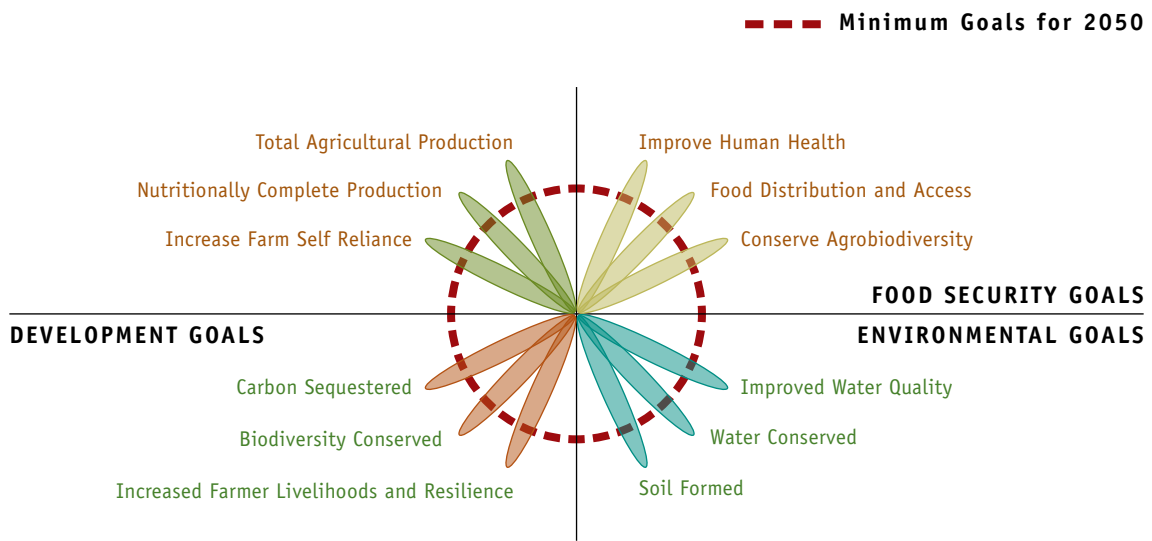 Minimum Goals for 2050
Total Agricultural Production
Improve Human Health
Nutritionally Complete Production
Food Distribution and Access
Increase Farm Self Reliance
Conserve Agrobiodiversity
FOOD SECURITY GOALS
DEVELOPMENT GOALS
ENVIRONMENTAL GOALS
Carbon Sequestered
Improved Water Quality
Biodiversity Conserved
Water Conserved
Increased Farmer Livelihoods and Resilience
Soil Formed